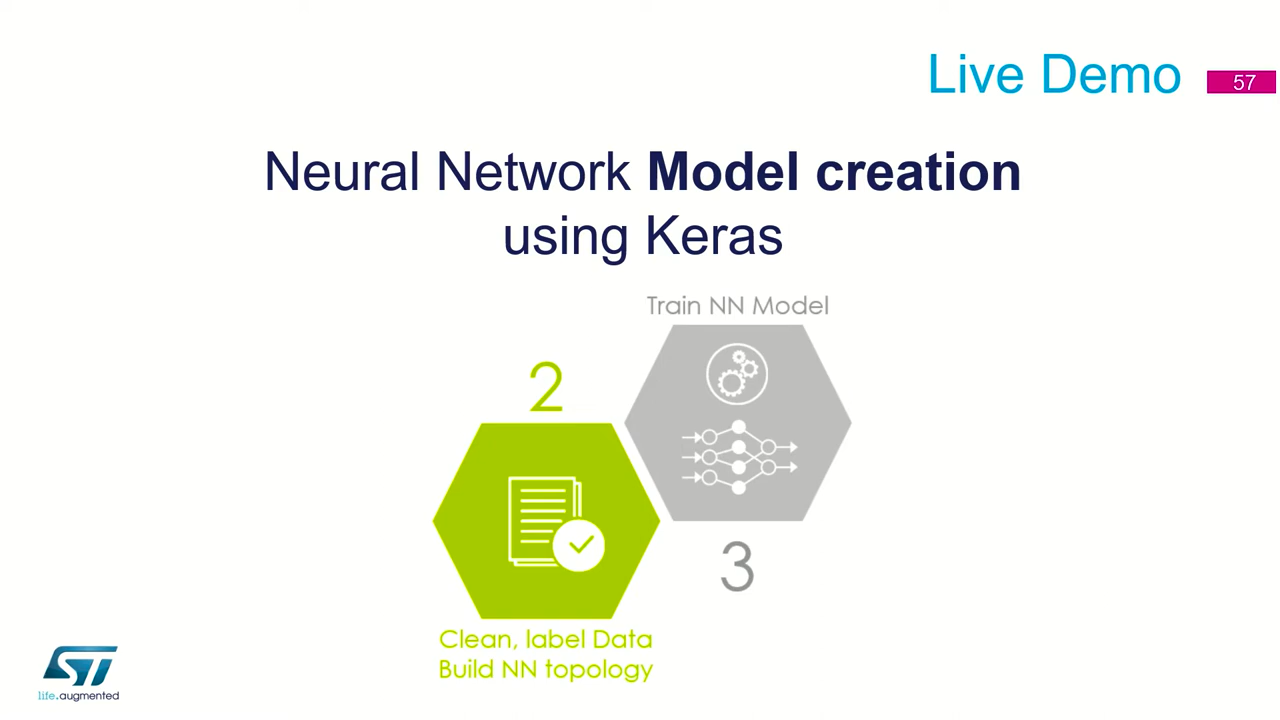 Live Demo
57
Neural Network Model creation
using Keras
Train NN Model
2
3
Clean, label Data
Build NN topology
ST
life.augmented